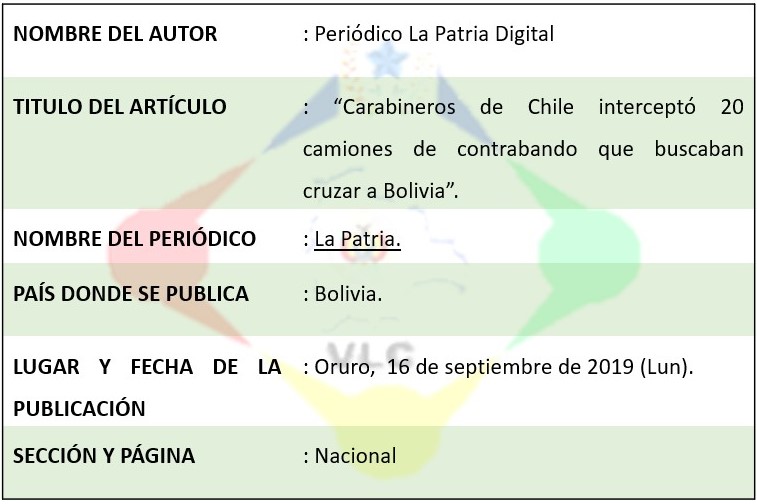 NOMBRE DEL AUTOR : Periódico La Patria Digital
TITULO DEL ARTÍCULO : “Carabineros de Chile interceptó 20
camiones de contrabando que buscaban
cruzar a Bolivia”.
NOMBRE DEL PERIÓDICO : La Patria.
PAÍS DONDE SE PUBLICA : Bolivia.
LUGAR Y FECHA DE LA : Oruro, 16 de septiembre de 2019 (Lun).
PUBLICACIÓN
VLC
SECCIÓN Y PÁGINA : Nacional